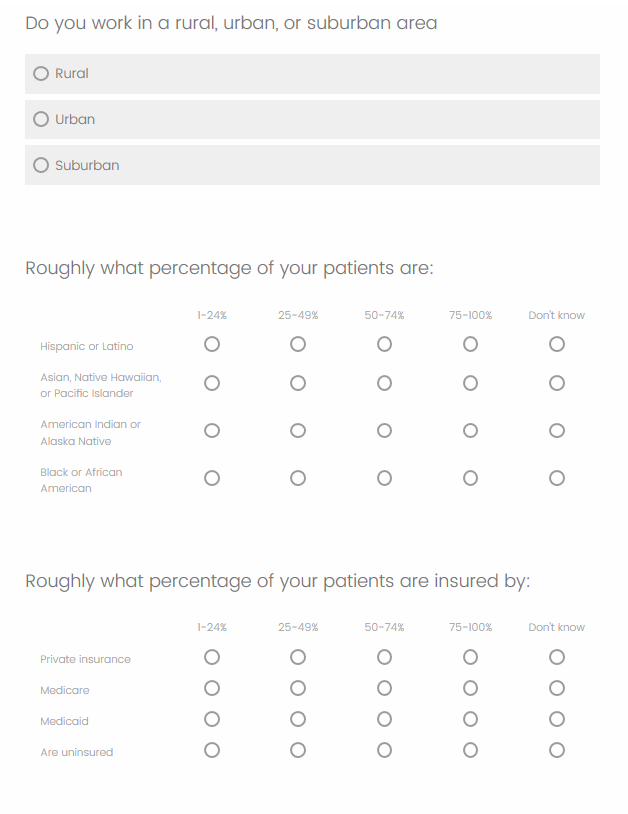 Do you work in a rural, urban, or suburban area
Rural
Urban
Suburban
Roughly what percentage of your patients are:
1-24% 25-49% 50-74% 75-100% Don't know
Hispanic or Latino
Asian, Native Hawaiian,
or Pacific Islander
American Indian or
Alaska Native
Black or African
American
Roughly what percentage of your patients are insured by:
1-24% 25-49% 50-74% 75-100% Don't know
Private insurance
Medicare
Medicaid
Are uninsured